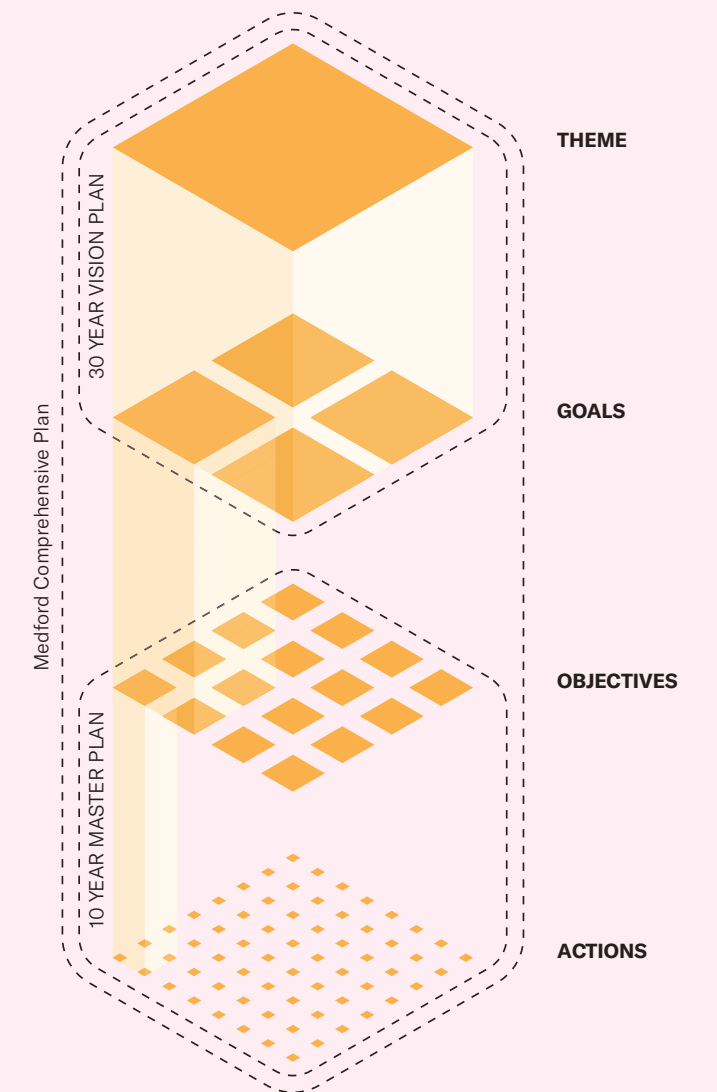 THEME
30 YEAR VISION PLAN
GOALS
Medford Comprehensive Plan
OBJECTIVES
10 YEAR MASTER PLAN
ACTIONS